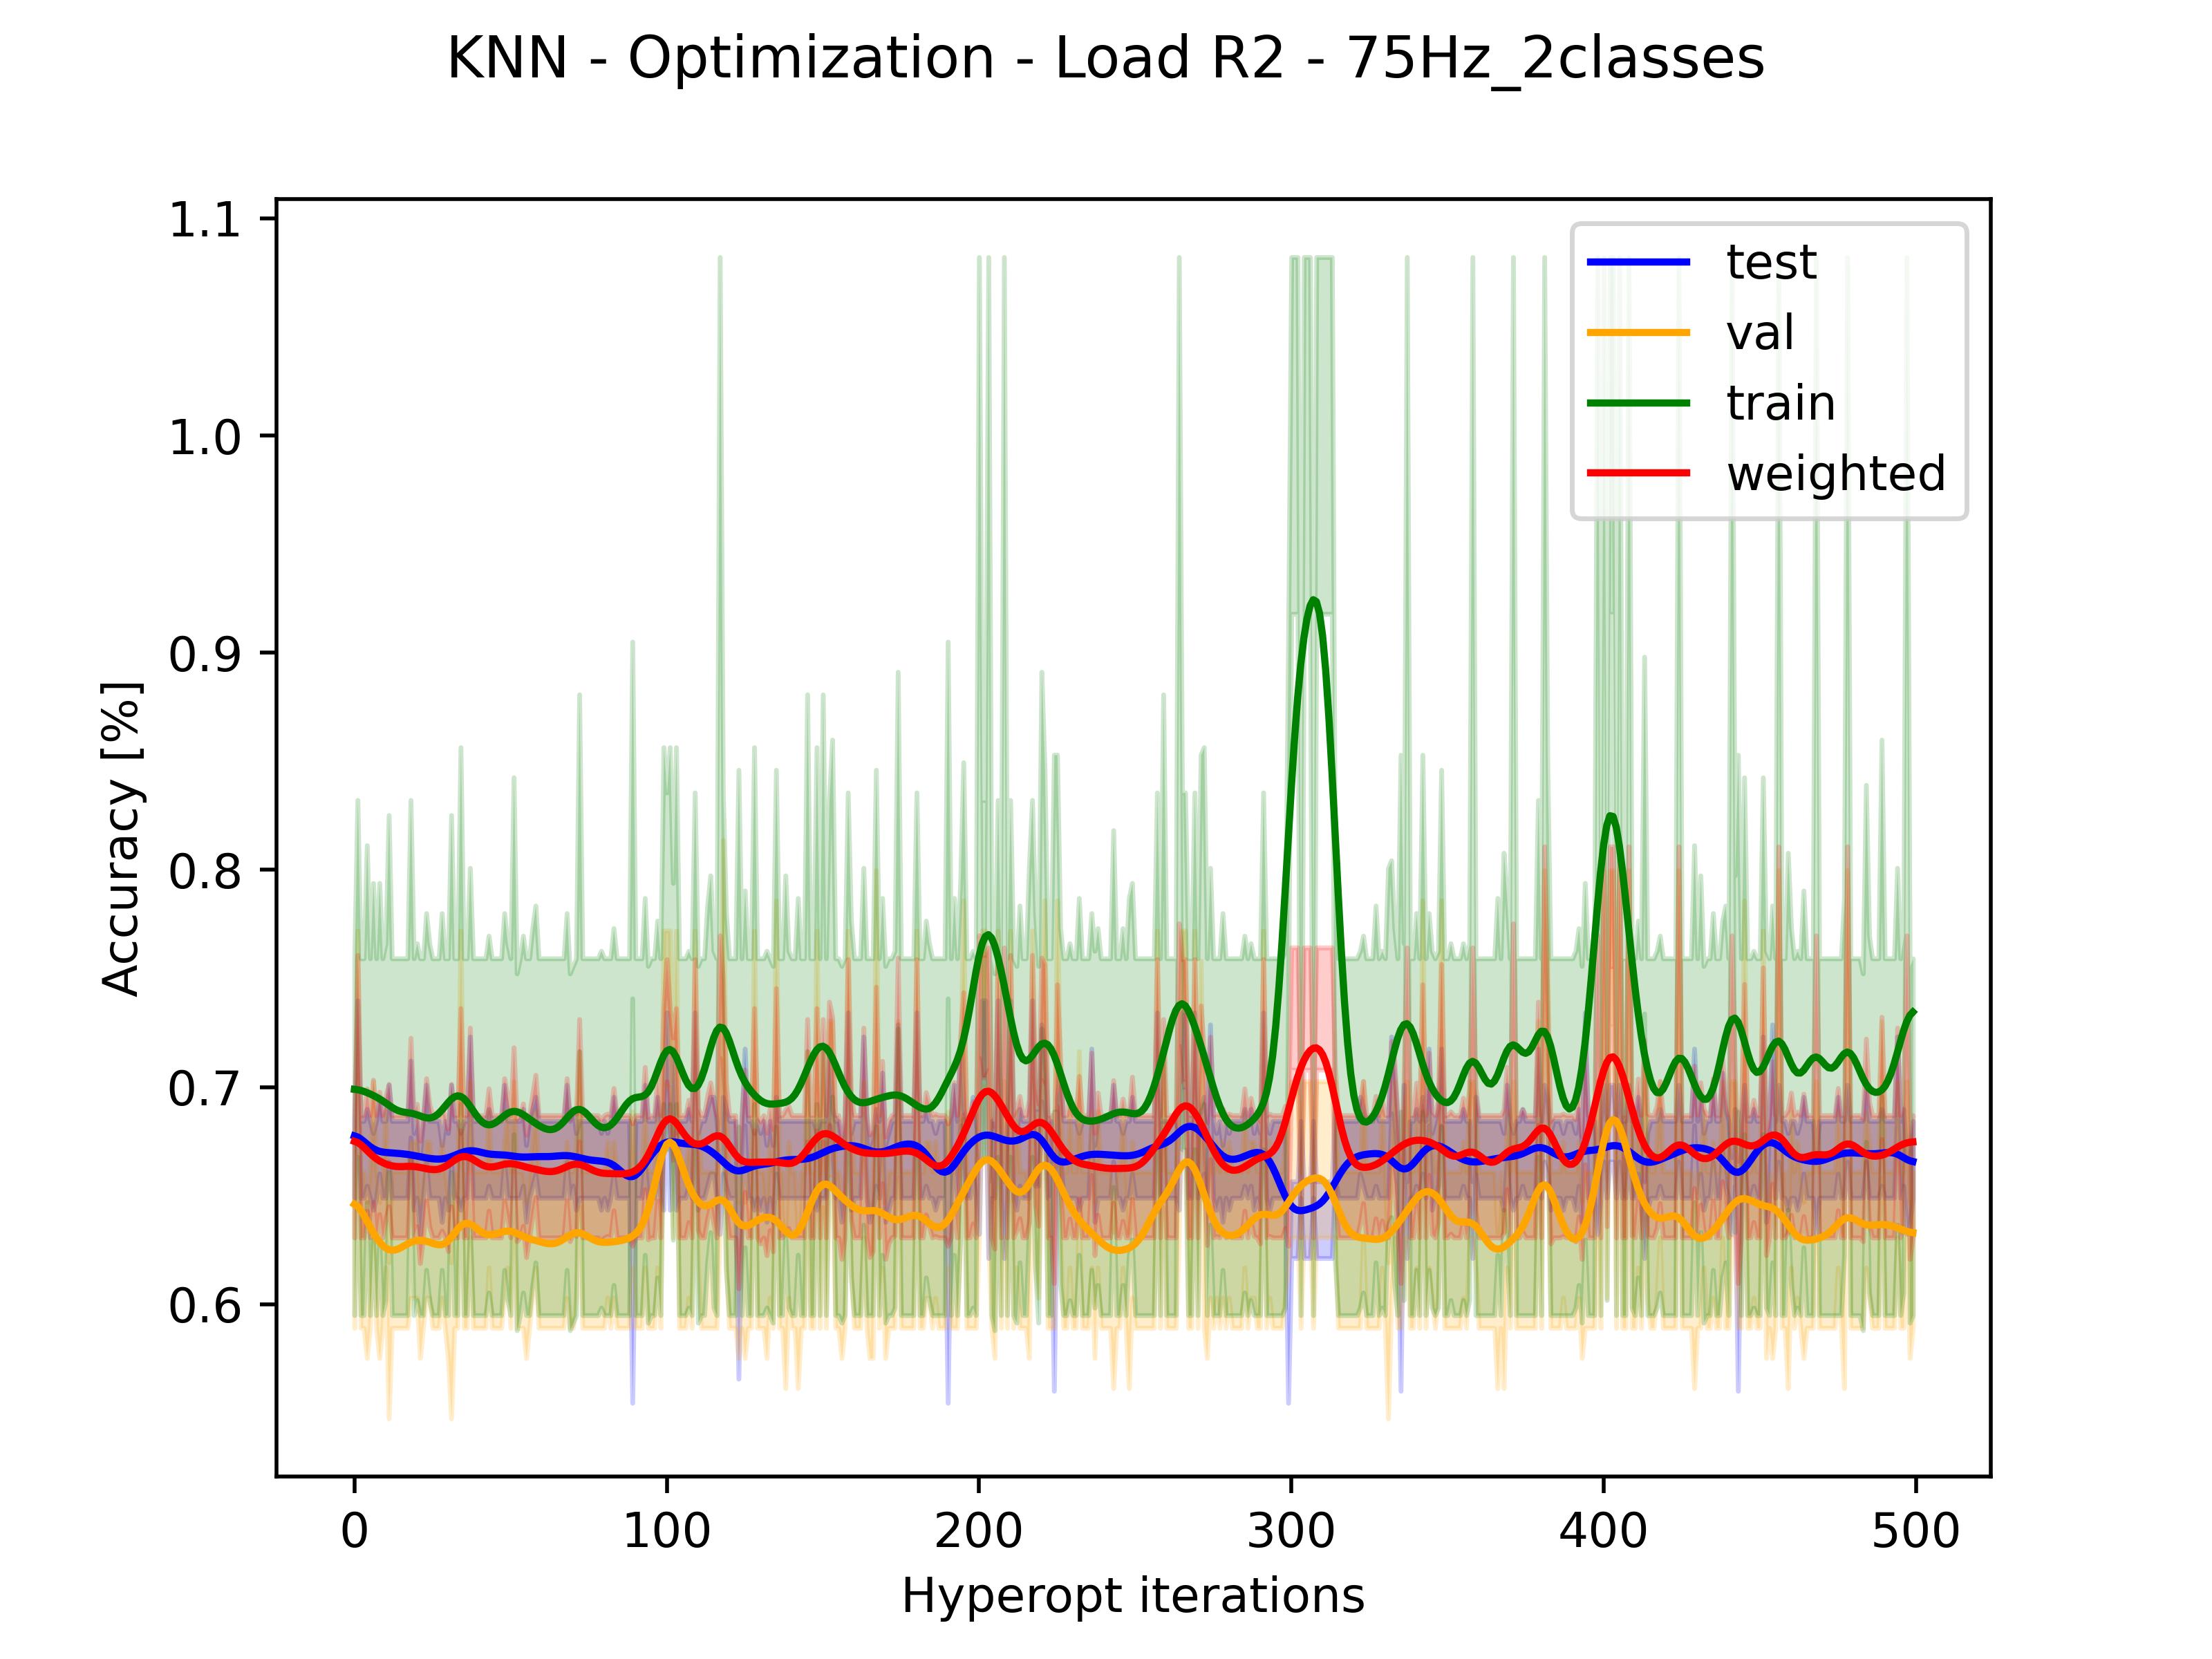 KNN - Optimization - Load R2 - 75Hz_2classes
1.1
1.0
0.9
0.8
0.7
0.6
Accuracy [%]
test
val
train
weighted
0 100 200 300 400 500
Hyperopt iterations